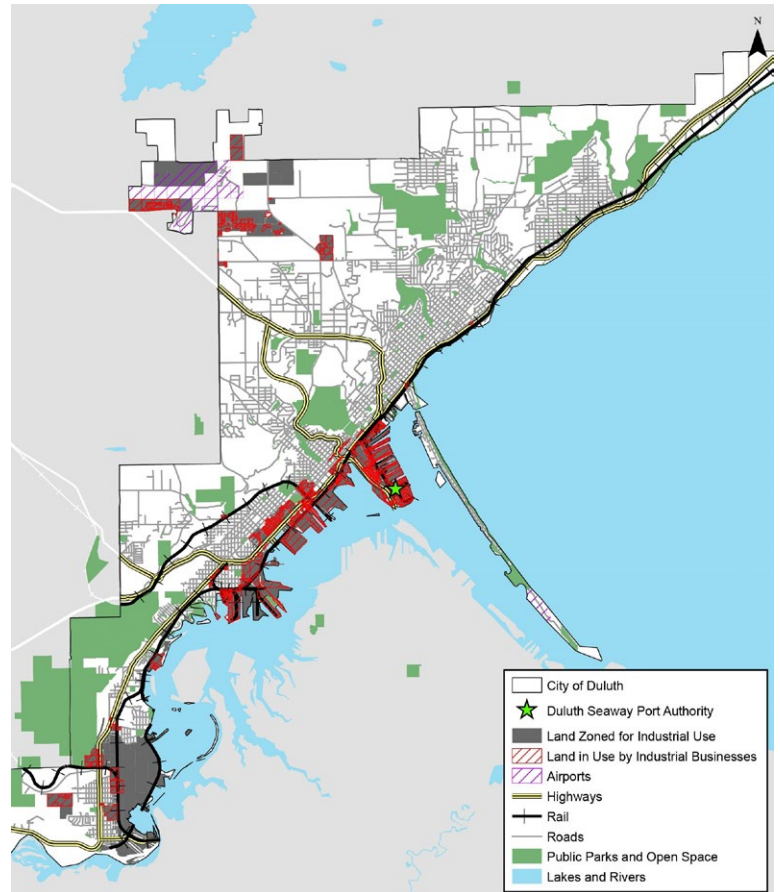 N
City of Duluth
Duluth Seaway Port Authority
Land Zoned for Industrial Use
Land in Use by Industrial Businesses
Airports
Highways
Rail
Roads
Public Parks and Open Space
Lakes and Rivers